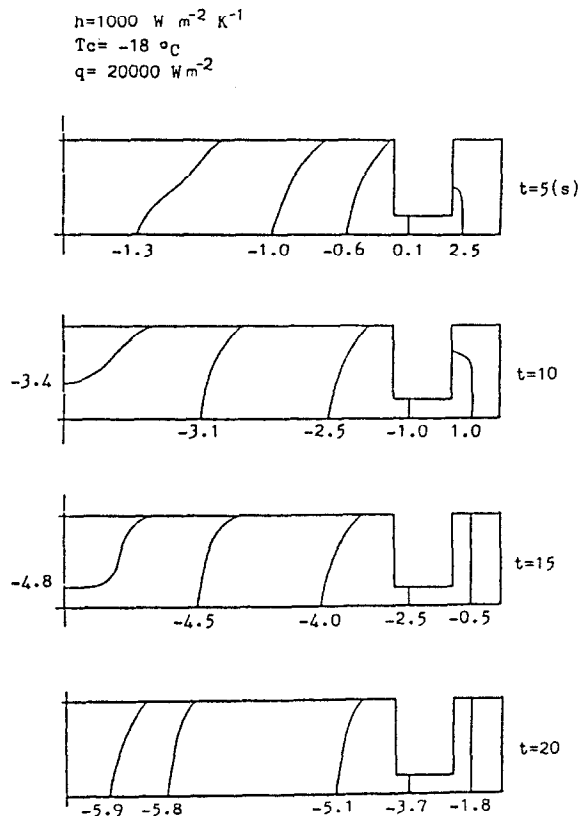 h=1000 W m⁻² K⁻¹
Tc= -18 °C
q= 20000 Wm⁻²
t=5(s)
-1.3 -1.0 -0.6 0.1 2.5
-3.4
t=10
-3.1 -2.5 -1.0 1.0
-4.8
t=15
-4.5 -4.0 -2.5 -0.5
t=20
-5.9 -5.8 -5.1 -3.7 -1.8